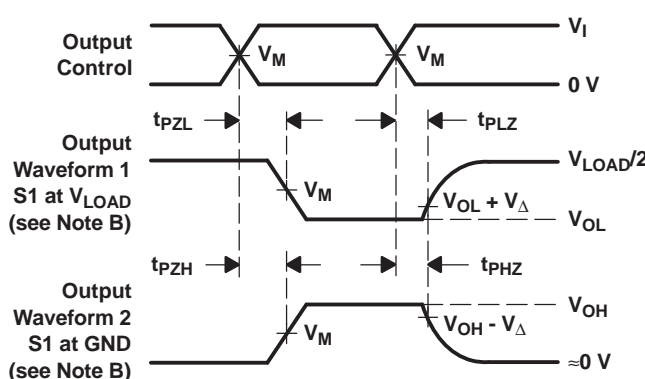 Output
Control
V_M
V_M
V_I
0 V
t_PZL
t_PLZ
Output
Waveform 1
S1 at V_LOAD
(see Note B)
V_M
V_LOAD/2
V_OL + V_Δ
V_OL
t_PZH
t_PHZ
Output
Waveform 2
S1 at GND
(see Note B)
V_M
V_OH
V_OH - V_Δ
≈0 V